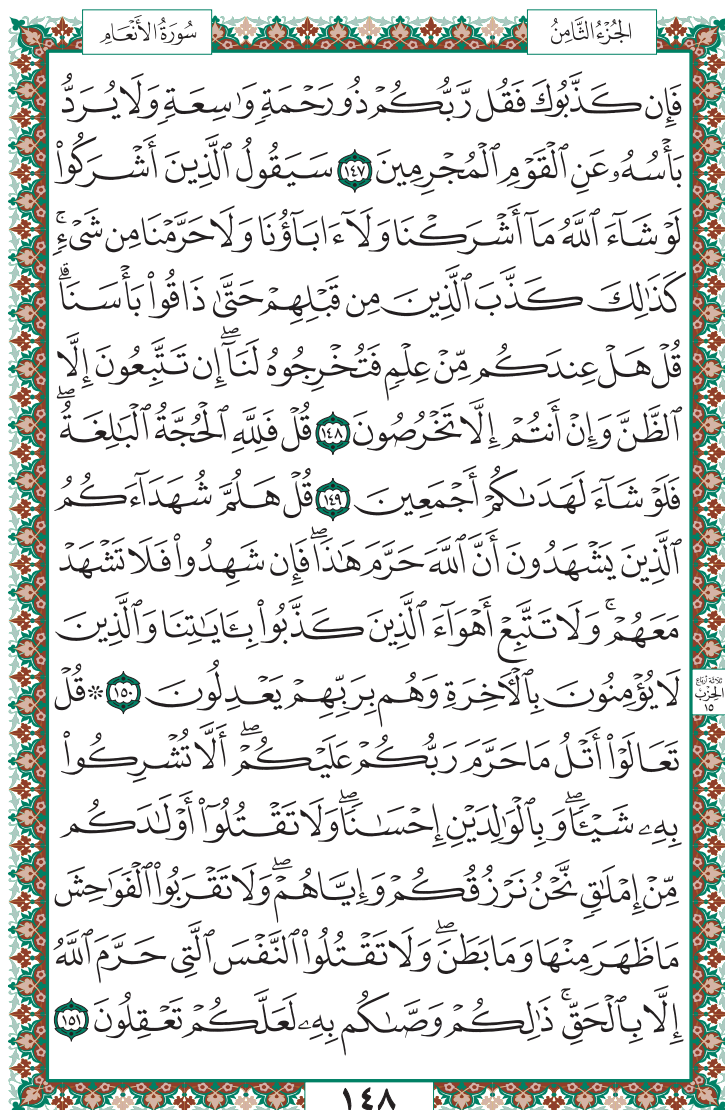 الجُزْءُ الثَّامِنُ
سُورَةُ الأَنْعَامِ
فَإِن كَذَّبُوكَ فَقُل رَّبُّكُمْ ذُو رَحْمَةٍ وَٰسِعَةٍ وَلَا يُرَدُّ
بَأْسُهُۥ عَنِ ٱلْقَوْمِ ٱلْمُجْرِمِينَ ١٤٧ سَيَقُولُ ٱلَّذِينَ أَشْرَكُوا۟
لَوْ شَآءَ ٱللَّهُ مَآ أَشْرَكْنَا وَلَآ ءَابَآؤُنَا وَلَا حَرَّمْنَا مِن شَىْءٍۚ
كَذَٰلِكَ كَذَّبَ ٱلَّذِينَ مِن قَبْلِهِمْ حَتَّىٰ ذَاقُوا۟ بَأْسَنَاۗ
قُلْ هَلْ عِندَكُم مِّنْ عِلْمٍ فَتُخْرِجُوهُ لَنَآۖ إِن تَتَّبِعُونَ إِلَّا
ٱلظَّنَّ وَإِنْ أَنتُمْ إِلَّا تَخْرُصُونَ ١٤٨ قُلْ فَلِلَّهِ ٱلْحُجَّةُ ٱلْبَٰلِغَةُۖ
فَلَوْ شَآءَ لَهَدَىٰكُمْ أَجْمَعِينَ ١٤٩ قُلْ هَلُمَّ شُهَدَآءَكُمُ
ٱلَّذِينَ يَشْهَدُونَ أَنَّ ٱللَّهَ حَرَّمَ هَٰذَاۖ فَإِن شَهِدُوا۟ فَلَا تَشْهَدْ
مَعَهُمْۚ وَلَا تَتَّبِعْ أَهْوَآءَ ٱلَّذِينَ كَذَّبُوا۟ بِـَٔايَٰتِنَا وَٱلَّذِينَ
لَا يُؤْمِنُونَ بِٱلْـَٔاخِرَةِ وَهُم بِرَبِّهِمْ يَعْدِلُونَ ١٥٠ ۞ قُلْ
تَعَالَوْا۟ أَتْلُ مَا حَرَّمَ رَبُّكُمْ عَلَيْكُمْۖ أَلَّا تُشْرِكُوا۟
بِهِۦ شَيْـًٔاۖ وَبِٱلْوَٰلِدَيْنِ إِحْسَٰنًاۖ وَلَا تَقْتُلُوٓا۟ أَوْلَٰدَكُم
مِّنْ إِمْلَٰقٍۖ نَّحْنُ نَرْزُقُكُمْ وَإِيَّاهُمْۖ وَلَا تَقْرَبُوا۟ ٱلْفَوَٰحِشَ
مَا ظَهَرَ مِنْهَا وَمَا بَطَنَۖ وَلَا تَقْتُلُوا۟ ٱلنَّفْسَ ٱلَّتِى حَرَّمَ ٱللَّهُ
إِلَّا بِٱلْحَقِّۚ ذَٰلِكُمْ وَصَّىٰكُم بِهِۦ لَعَلَّكُمْ تَعْقِلُونَ ١٥١
ثلاثة أرباع
الحِزْب
١٥
١٤٨